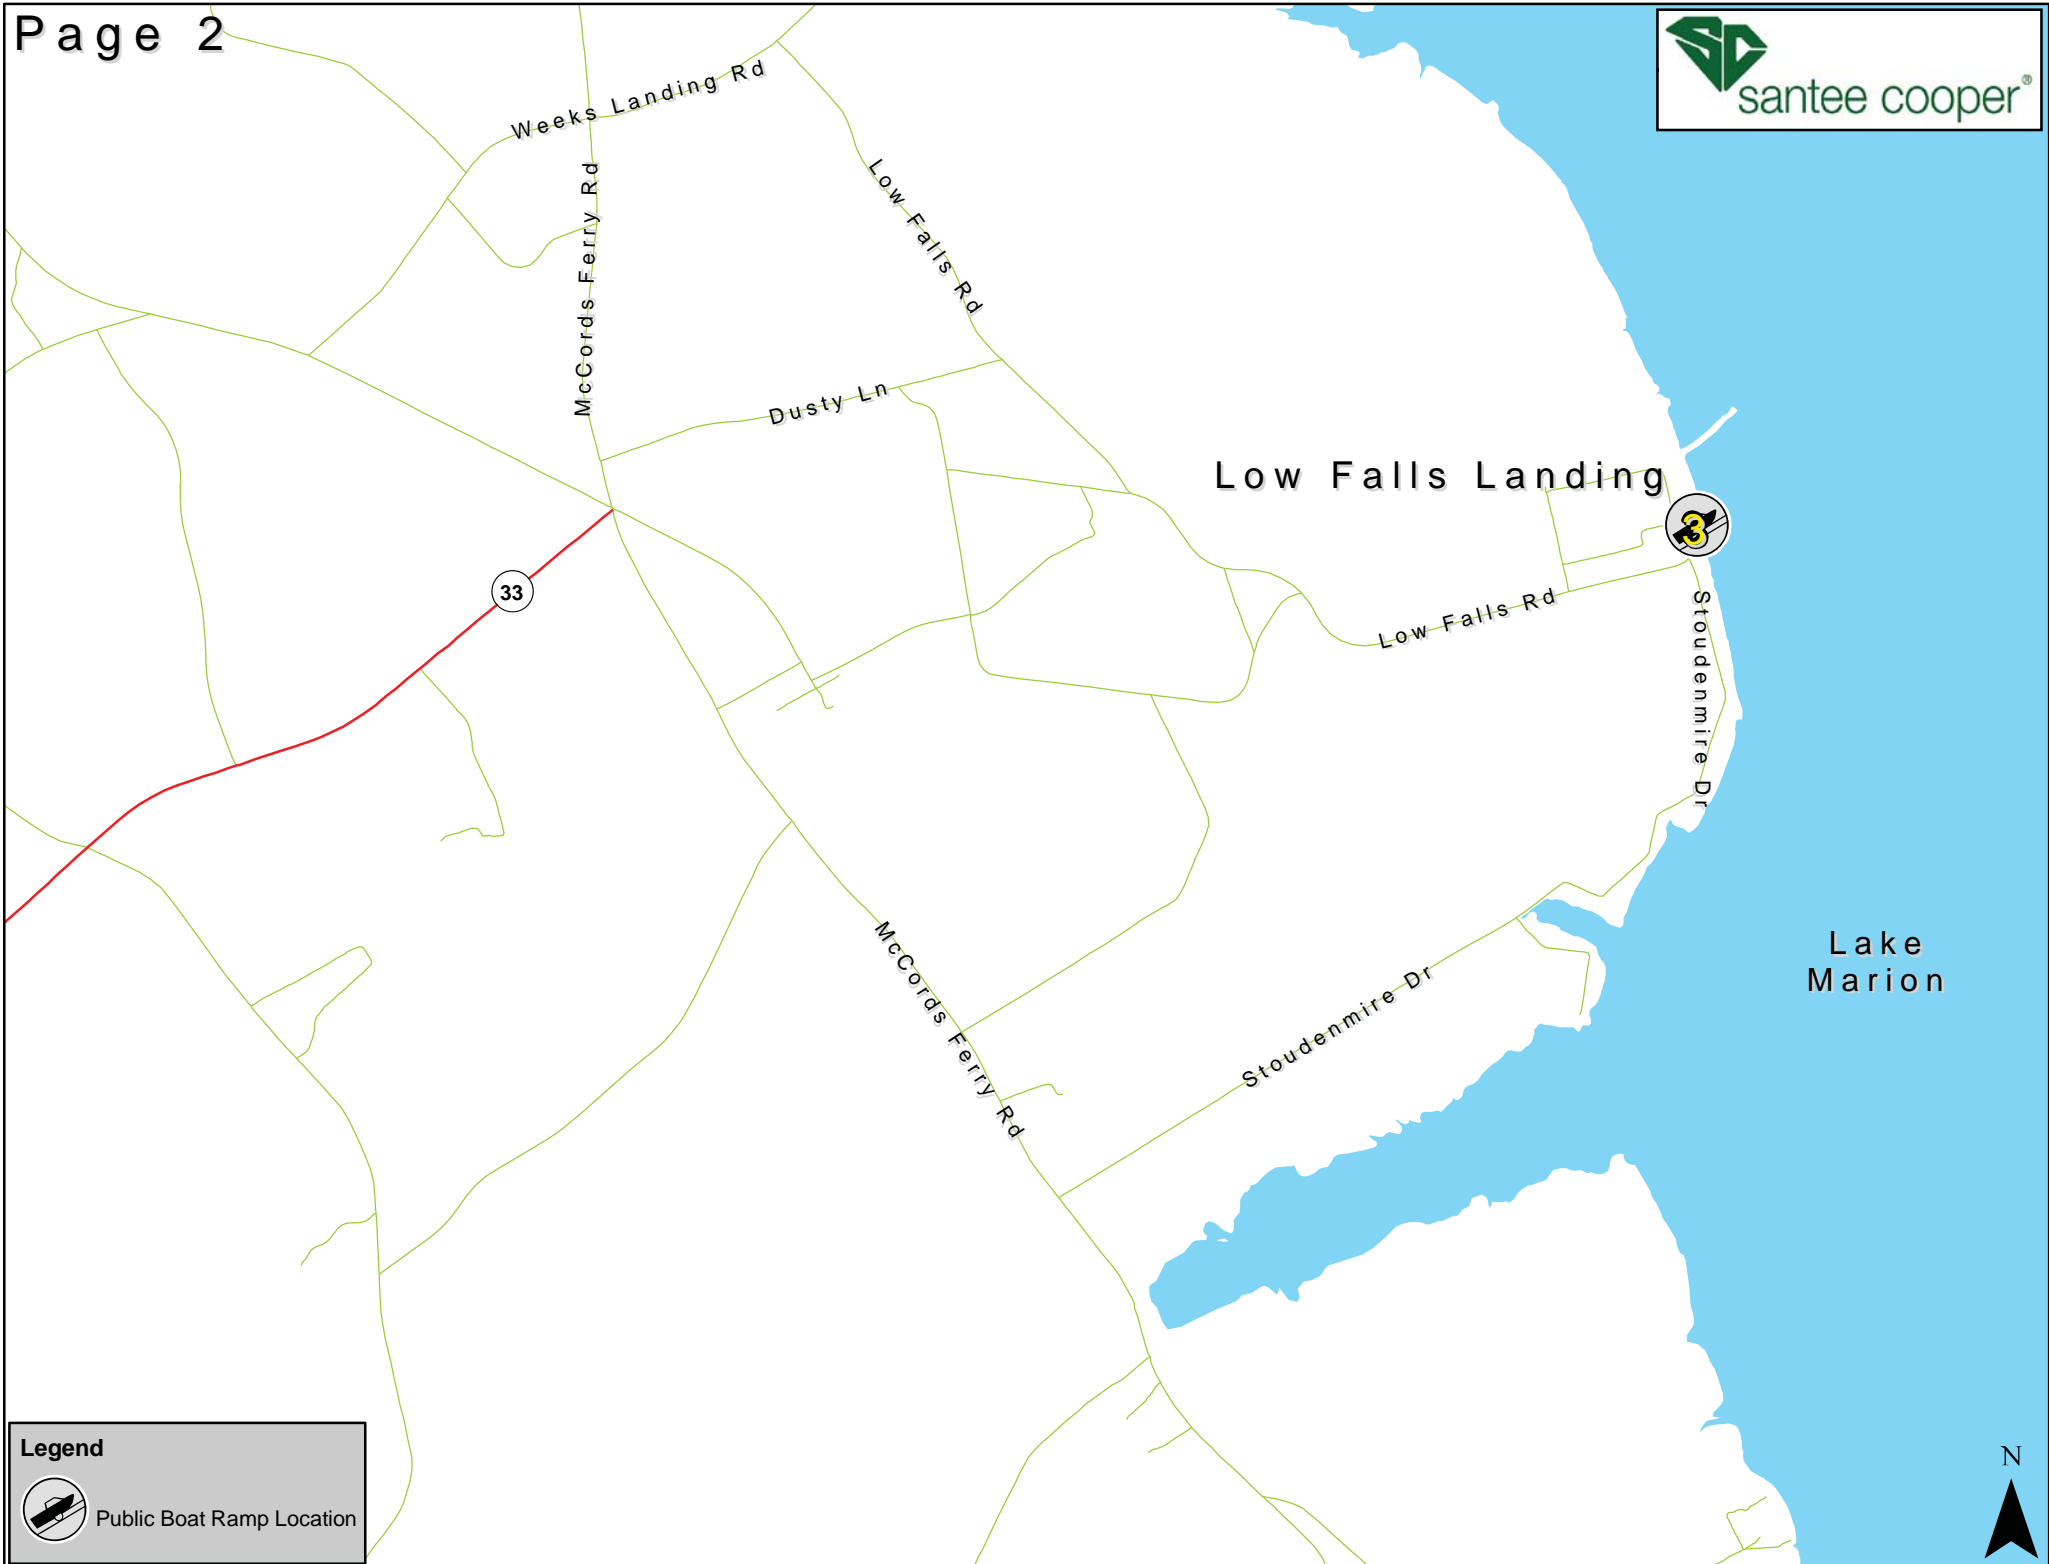 Page 2
santee cooper®
Weeks Landing Rd
McCords Ferry Rd
Low Falls Rd
Dusty Ln
Low Falls Landing
3
33
Low Falls Rd
Stoudenmire Dr
McCords Ferry Rd
Lake
Marion
Stoudenmire Dr
Legend
Public Boat Ramp Location
N